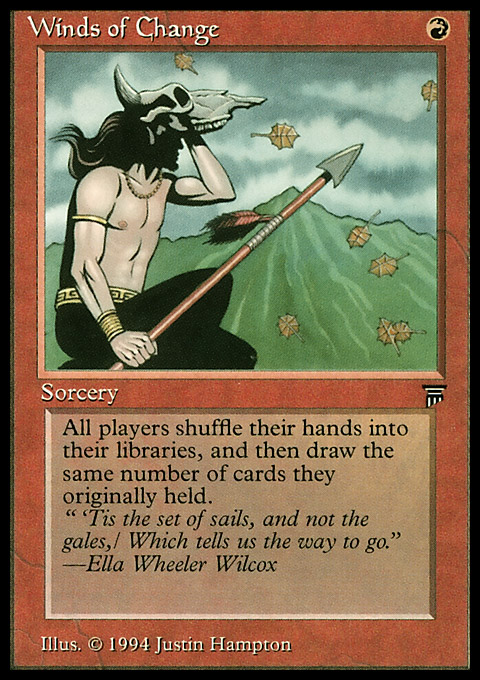 Winds of Change
Sorcery
All players shuffle their hands into
their libraries, and then draw the
same number of cards they
originally held.
“ ‘Tis the set of sails, and not the
gales,/ Which tells us the way to go.”
—Ella Wheeler Wilcox
Illus. © 1994 Justin Hampton